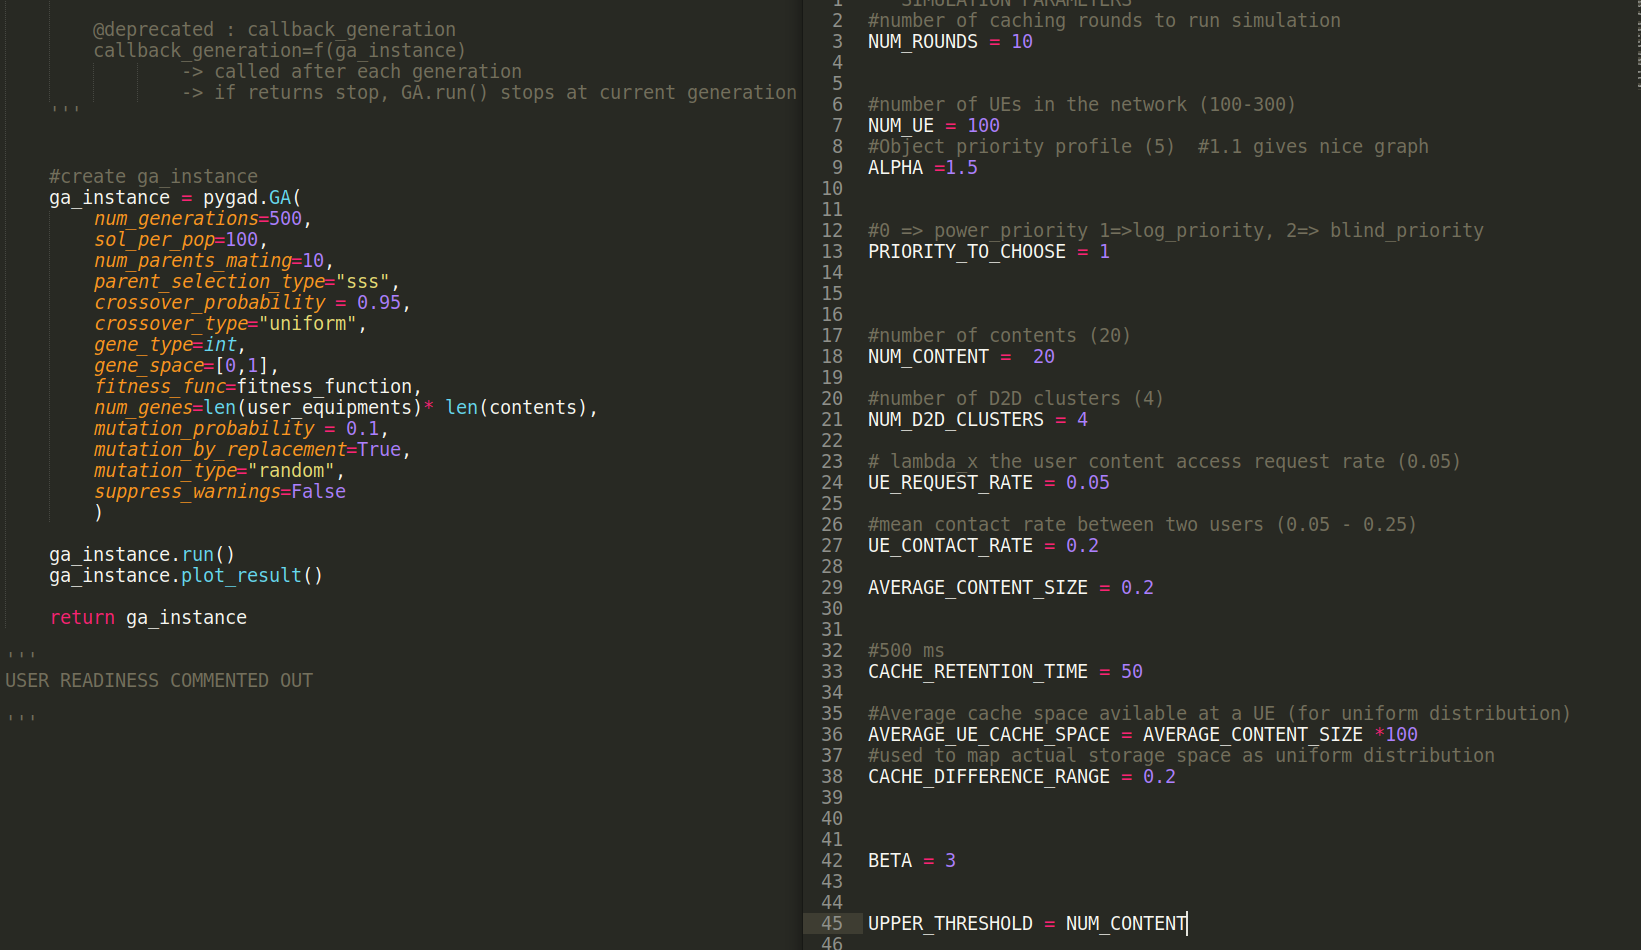 @deprecated : callback_generation
callback_generation=f(ga_instance)
-> called after each generation
-> if returns stop, GA.run() stops at current generation
'''
#create ga_instance
ga_instance = pygad.GA(
num_generations=500,
sol_per_pop=100,
num_parents_mating=10,
parent_selection_type="sss",
crossover_probability = 0.95,
crossover_type="uniform",
gene_type=int,
gene_space=[0,1],
fitness_func=fitness_function,
num_genes=len(user_equipments)* len(contents),
mutation_probability = 0.1,
mutation_by_replacement=True,
mutation_type="random",
suppress_warnings=False
)
ga_instance.run()
ga_instance.plot_result()
return ga_instance
'''
USER READINESS COMMENTED OUT
'''
1 SIMULATION PARAMETERS
2 #number of caching rounds to run simulation
3 NUM_ROUNDS = 10
4
5
6 #number of UEs in the network (100-300)
7 NUM_UE = 100
8 #Object priority profile (5)  #1.1 gives nice graph
9 ALPHA =1.5
10
11
12 #0 => power_priority 1=>log_priority, 2=> blind_priority
13 PRIORITY_TO_CHOOSE = 1
14
15
16
17 #number of contents (20)
18 NUM_CONTENT =  20
19
20 #number of D2D clusters (4)
21 NUM_D2D_CLUSTERS = 4
22
23 # lambda_x the user content access request rate (0.05)
24 UE_REQUEST_RATE = 0.05
25
26 #mean contact rate between two users (0.05 - 0.25)
27 UE_CONTACT_RATE = 0.2
28
29 AVERAGE_CONTENT_SIZE = 0.2
30
31
32 #500 ms
33 CACHE_RETENTION_TIME = 50
34
35 #Average cache space avilable at a UE (for uniform distribution)
36 AVERAGE_UE_CACHE_SPACE = AVERAGE_CONTENT_SIZE *100
37 #used to map actual storage space as uniform distribution
38 CACHE_DIFFERENCE_RANGE = 0.2
39
40
41
42 BETA = 3
43
44
45 UPPER_THRESHOLD = NUM_CONTENT
46